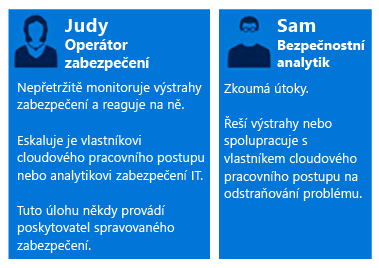 Judy
Operátor
zabezpečení
Nepřetržitě monitoruje výstrahy
zabezpečení a reaguje na ně.
Eskaluje je vlastníkovi
cloudového pracovního postupu
nebo analytikovi zabezpečení IT.
Tuto úlohu někdy provádí
poskytovatel spravovaného
zabezpečení.
Sam
Bezpečnostní
analytik
Zkoumá útoky.
Řeší výstrahy nebo
spolupracuje s
vlastníkem cloudového
pracovního postupu na
odstraňování problému.